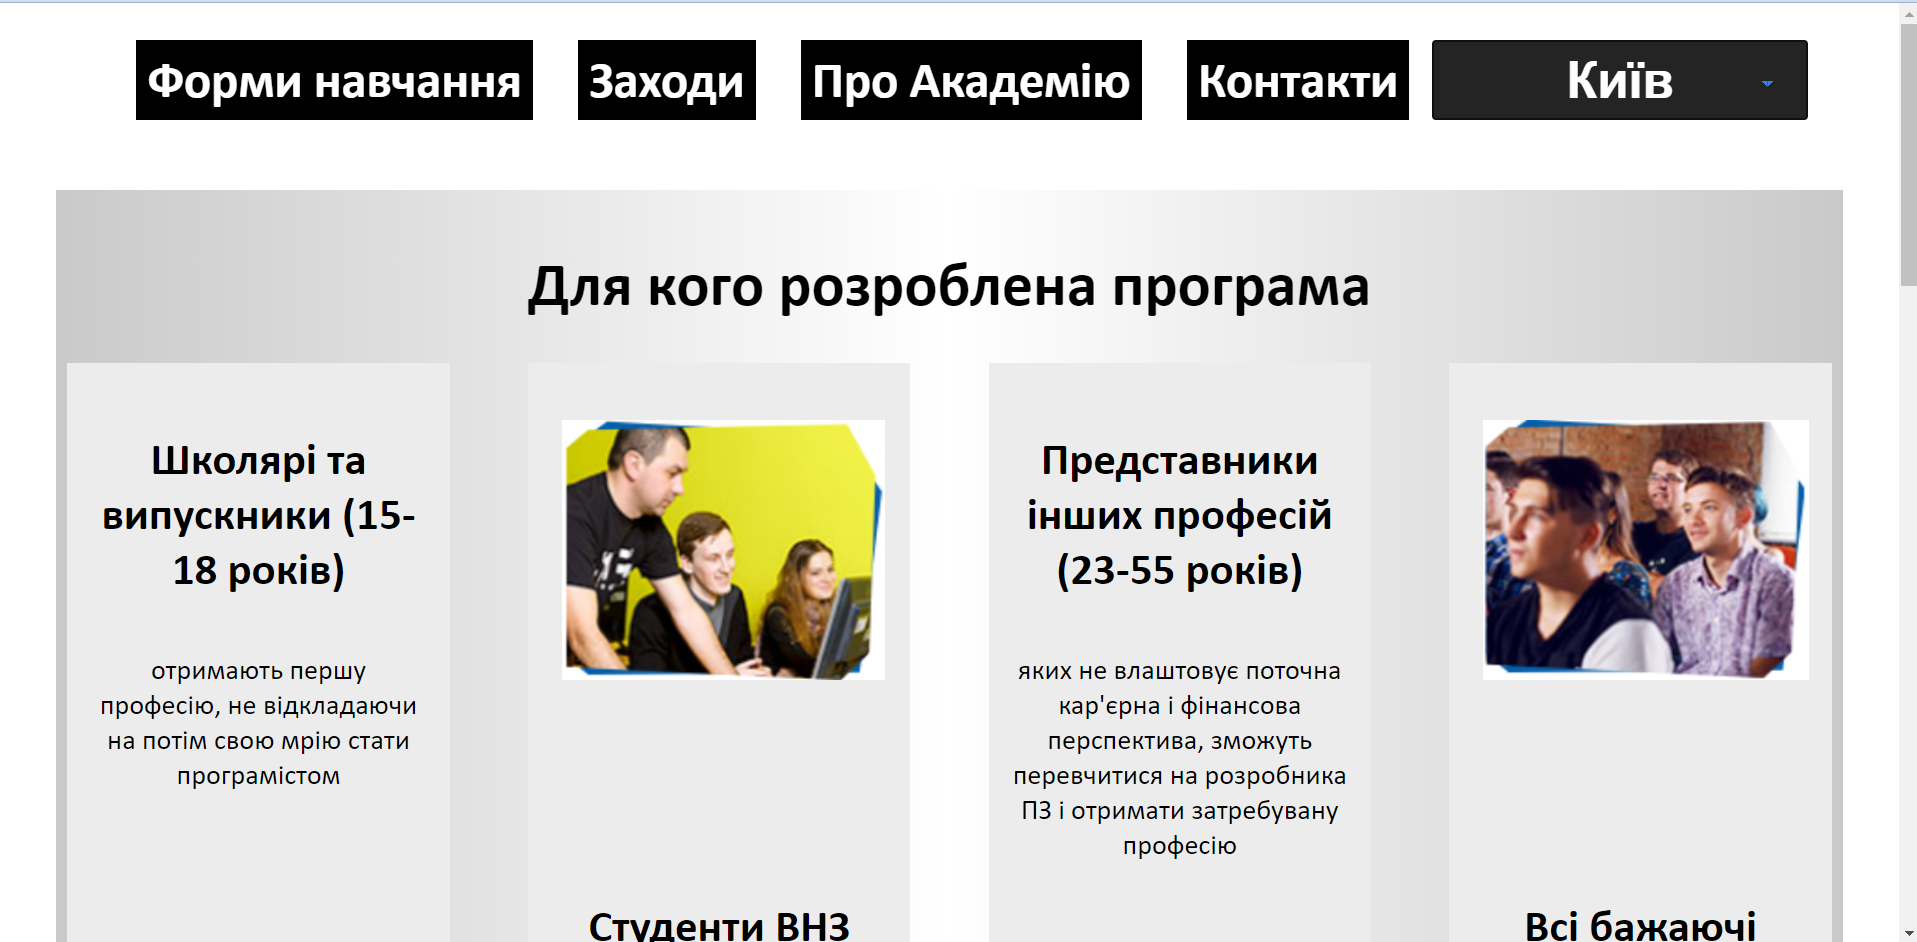 Форми навчання
Заходи
Про Академію
Контакти
Київ
Для кого розроблена програма
Школярі та
випускники (15-
18 років)
отримають першу
професію, не відкладаючи
на потім свою мрію стати
програмістом
Студенти ВНЗ
Представники
інших професій
(23-55 років)
яких не влаштовує поточна
кар'єрна і фінансова
перспектива, зможуть
перевчитися на розробника
ПЗ і отримати затребувану
професію
Всі бажаючі